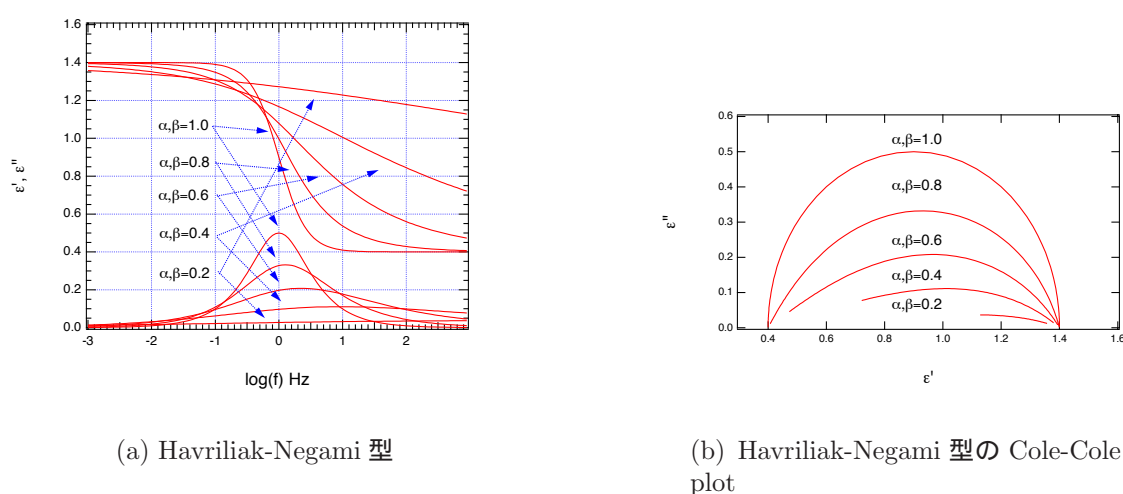 1.6
1.4
1.2
1.0
0.8
0.6
0.4
0.2
0.0
ε', ε''
α,β=1.0
α,β=0.8
α,β=0.6
α,β=0.4
α,β=0.2
-3 -2 -1 0 1 2
log(f) Hz
(a) Havriliak-Negami 型
0.6
0.5
0.4
0.3
0.2
0.1
0.0
ε''
α,β=1.0
α,β=0.8
α,β=0.6
α,β=0.4
α,β=0.2
0.4 0.6 0.8 1.0 1.2 1.4 1.6
ε'
(b) Havriliak-Negami 型の Cole-Cole
plot